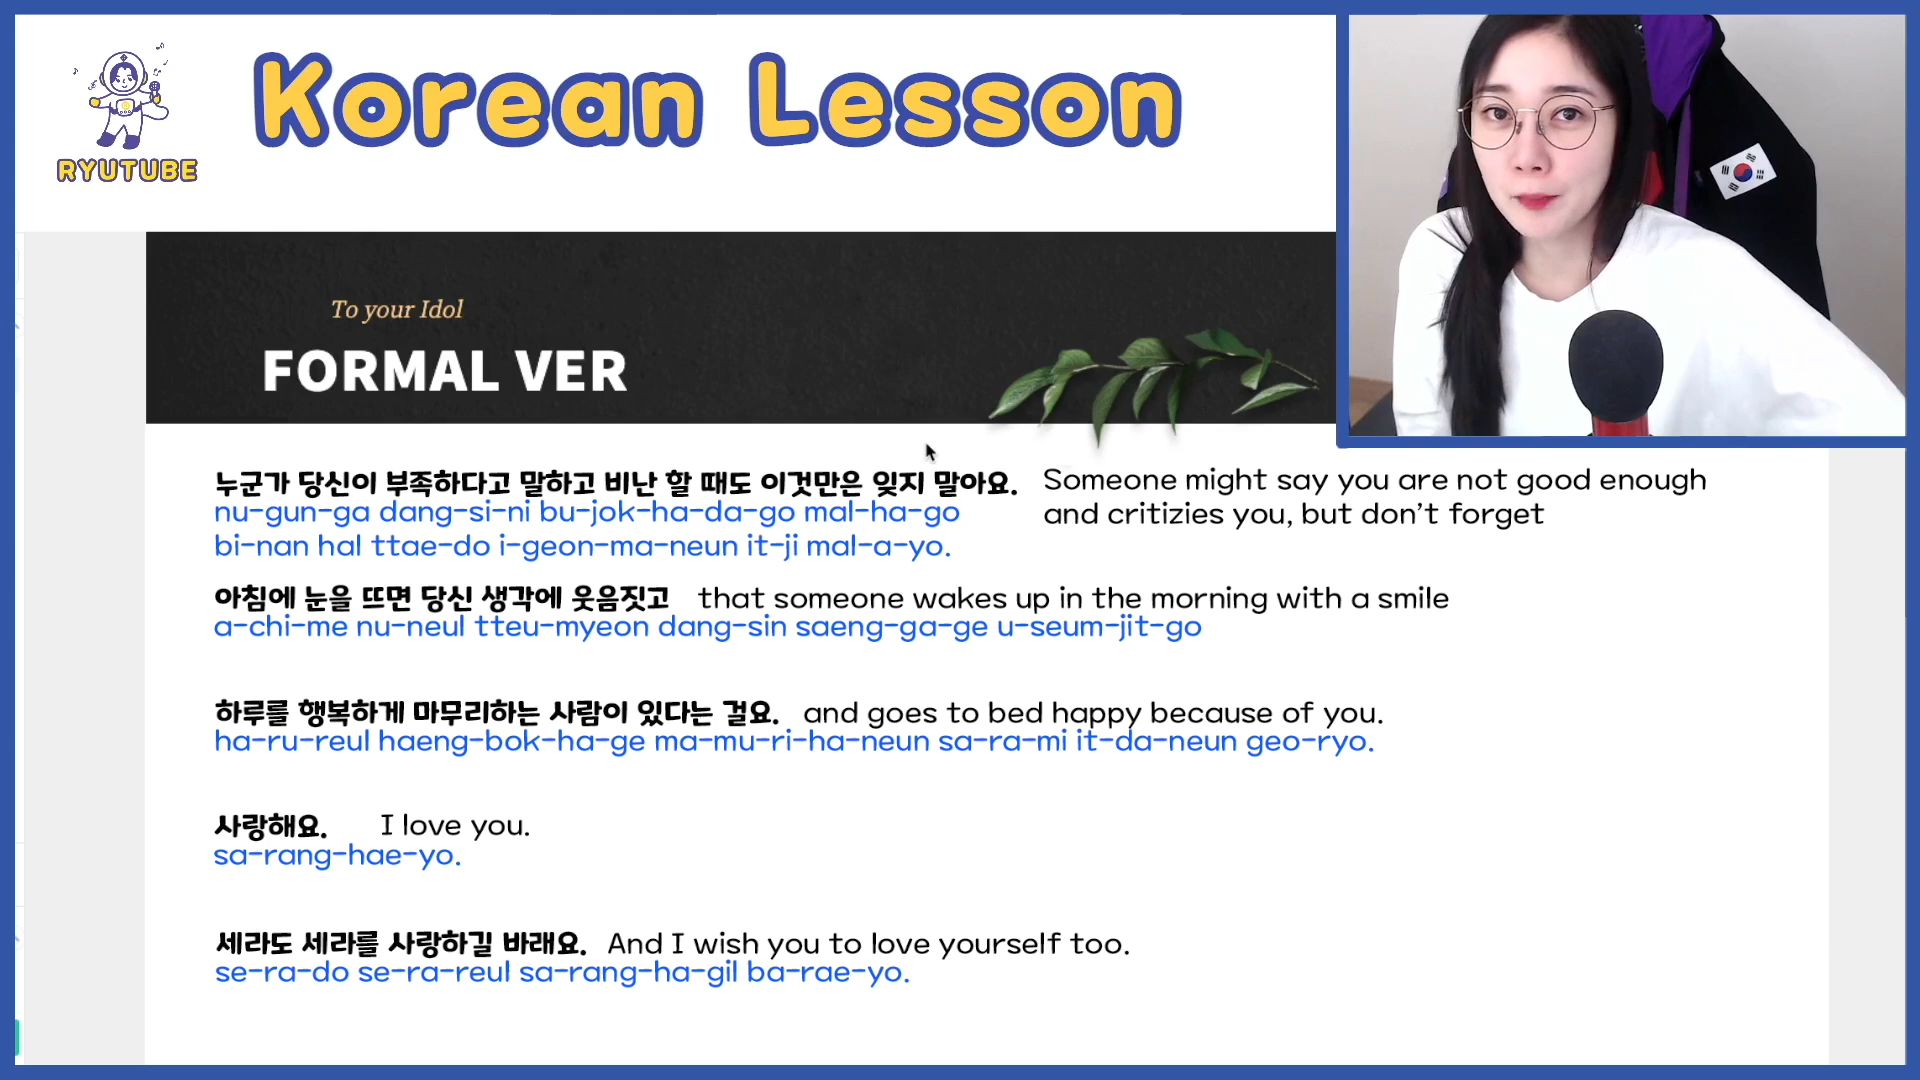 RYUTUBE
Korean Lesson
To your Idol
FORMAL VER
누군가 당신이 부족하다고 말하고 비난 할 때도 이것만은 잊지 말아요.
Someone might say you are not good enough
and critizies you, but don't forget
nu-gun-ga dang-si-ni bu-jok-ha-da-go mal-ha-go
bi-nan hal ttae-do i-geon-ma-neun it-ji mal-a-yo.
아침에 눈을 뜨면 당신 생각에 웃음짓고 that someone wakes up in the morning with a smile
a-chi-me nu-neul tteu-myeon dang-sin saeng-ga-ge u-seum-jit-go
하루를 행복하게 마무리하는 사람이 있다는 걸요. and goes to bed happy because of you.
ha-ru-reul haeng-bok-ha-ge ma-mu-ri-ha-neun sa-ra-mi it-da-neun geo-ryo.
사랑해요. I love you.
sa-rang-hae-yo.
세라도 세라를 사랑하길 바래요. And I wish you to love yourself too.
se-ra-do se-ra-reul sa-rang-ha-gil ba-rae-yo.